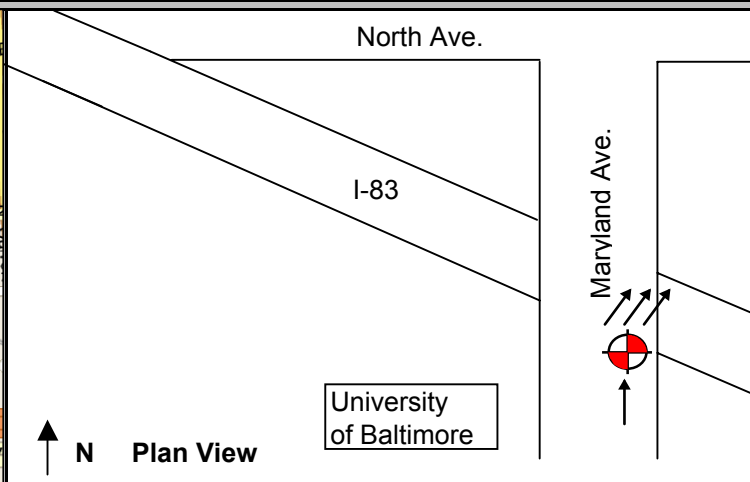 North Ave.
I-83
Maryland Ave.
University
of Baltimore
N Plan View